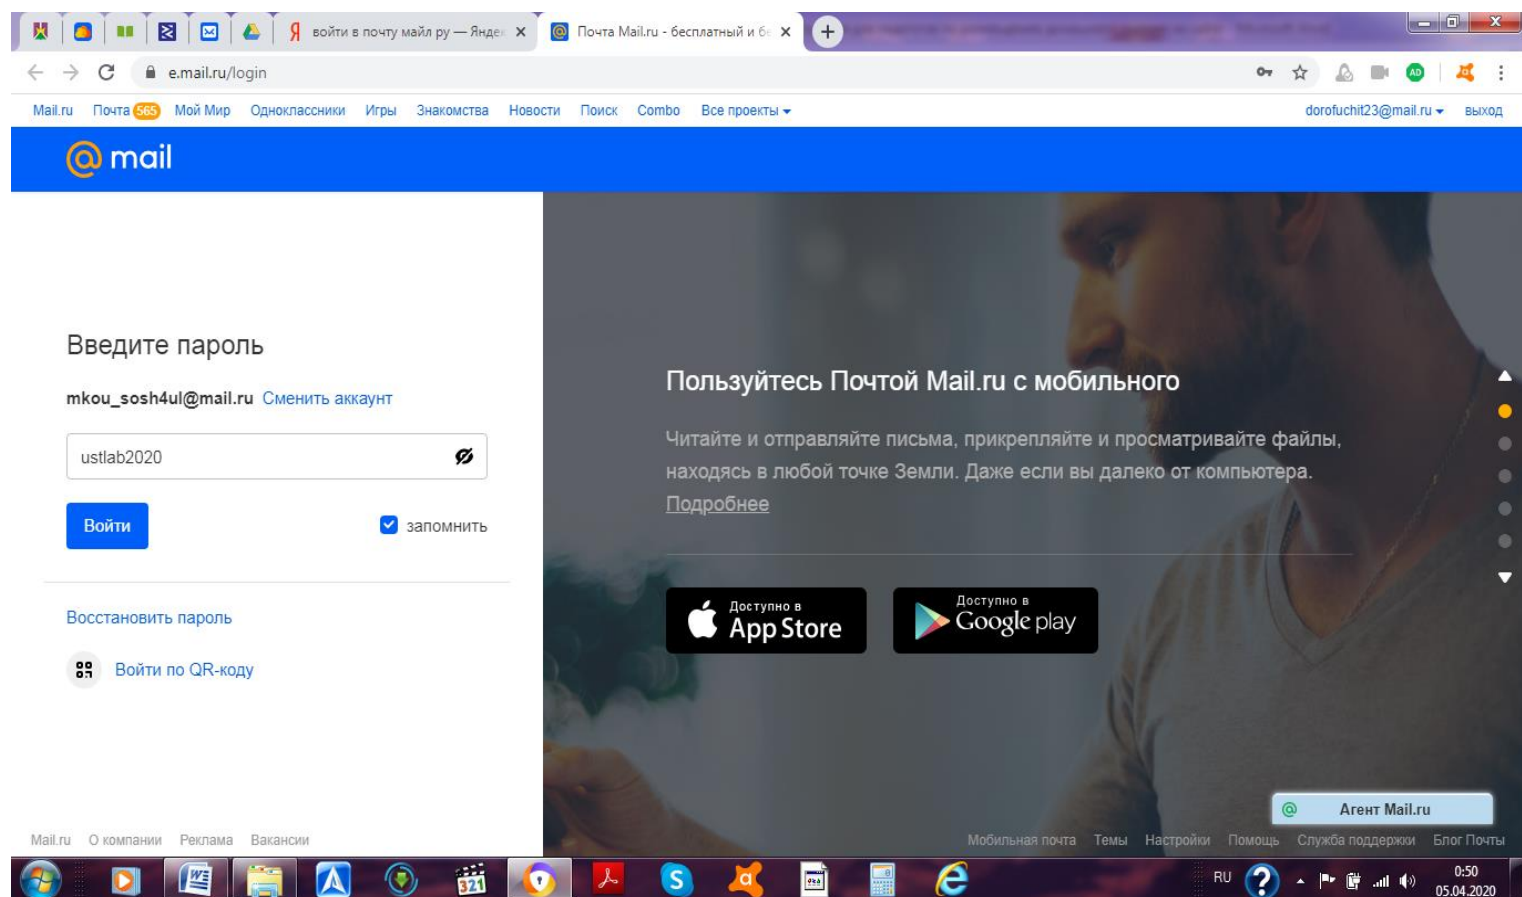 войти в почту майл ру — Яндек
Почта Mail.ru - бесплатный и бе
e.mail.ru/login
Mail.ru Почта 565 Мой Мир Одноклассники Игры Знакомства Новости Поиск Combo Все проекты
dorofuchit23@mail.ru выход
mail
Введите пароль
mkou_sosh4ul@mail.ru Сменить аккаунт
ustlab2020
Войти
запомнить
Восстановить пароль
Войти по QR-коду
Пользуйтесь Почтой Mail.ru с мобильного
Читайте и отправляйте письма, прикрепляйте и просматривайте файлы,
находясь в любой точке Земли. Даже если вы далеко от компьютера.
Подробнее
Доступно в
App Store
Доступно в
Google play
Агент Mail.ru
Mail.ru О компании Реклама Вакансии
Мобильная почта Темы Настройки Помощь Служба поддержки Блог Почты
321
RU
0:50
05.04.2020